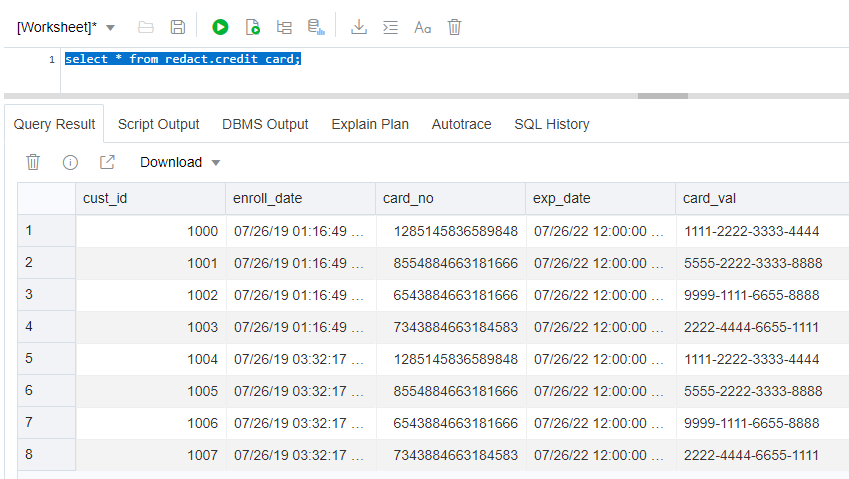 [Worksheet]* Aa
1 select * from redact.credit card;
Query Result Script Output DBMS Output Explain Plan Autotrace SQL History
Download
cust_id enroll_date card_no exp_date card_val
1 1000 07/26/19 01:16:49 ... 1285145836589848 07/26/22 12:00:00 ... 1111-2222-3333-4444
2 1001 07/26/19 01:16:49 ... 8554884663181666 07/26/22 12:00:00 ... 5555-2222-3333-8888
3 1002 07/26/19 01:16:49 ... 6543884663181666 07/26/22 12:00:00 ... 9999-1111-6655-8888
4 1003 07/26/19 01:16:49 ... 7343884663184583 07/26/22 12:00:00 ... 2222-4444-6655-1111
5 1004 07/26/19 03:32:17 ... 1285145836589848 07/26/22 12:00:00 ... 1111-2222-3333-4444
6 1005 07/26/19 03:32:17 ... 8554884663181666 07/26/22 12:00:00 ... 5555-2222-3333-8888
7 1006 07/26/19 03:32:17 ... 6543884663181666 07/26/22 12:00:00 ... 9999-1111-6655-8888
8 1007 07/26/19 03:32:17 ... 7343884663184583 07/26/22 12:00:00 ... 2222-4444-6655-1111